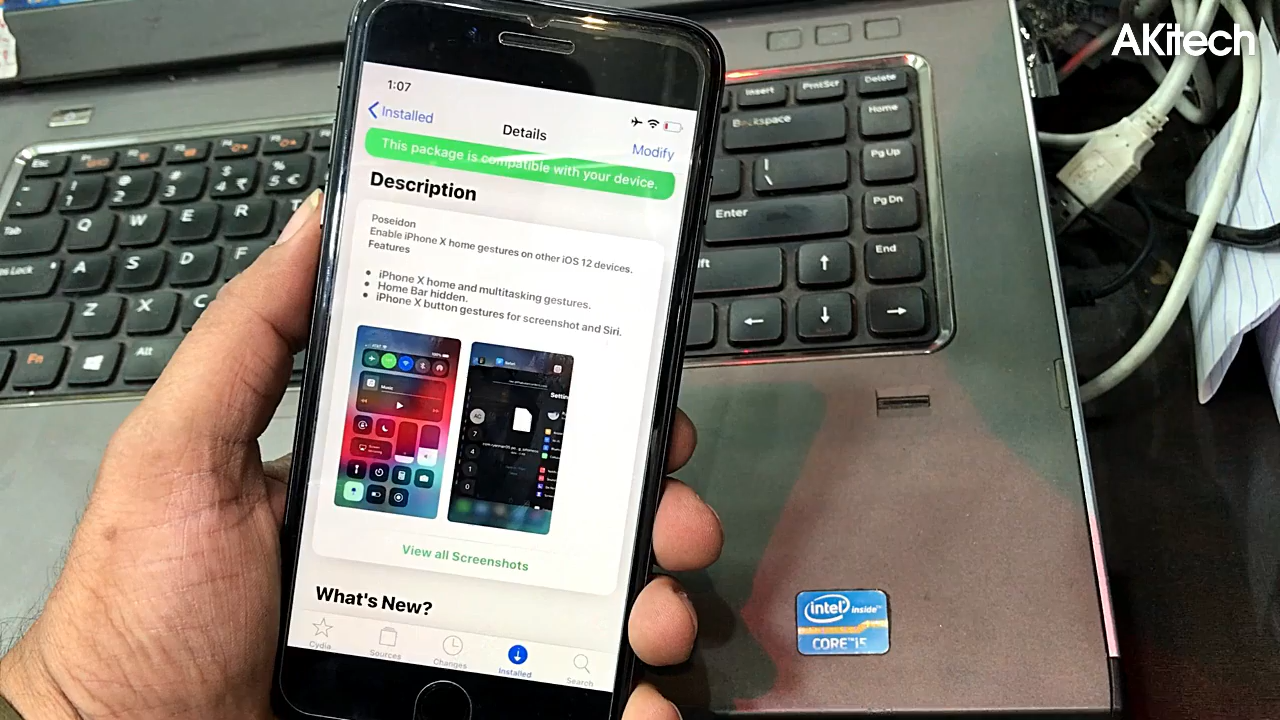 AKitech
1:07
Installed
Details
Modify
This package is compatible with your device.
Description
Poseidon
Enable iPhone X home gestures on other iOS 12 devices.
Features
iPhone X home and multitasking gestures.
Home Bar hidden.
iPhone X button gestures for screenshot and Siri.
Music
View all Screenshots
What's New?
Cydia
Sources
Changes
Installed
Search
Insert
PrntScr
Delete
Backspace
Home
\
Pg Up
Enter
Pg Dn
End
Esc
Tab
Q
W
E
R
T
A
S
D
F
Z
X
C
Fn
Alt
intel inside™
CORE™i5